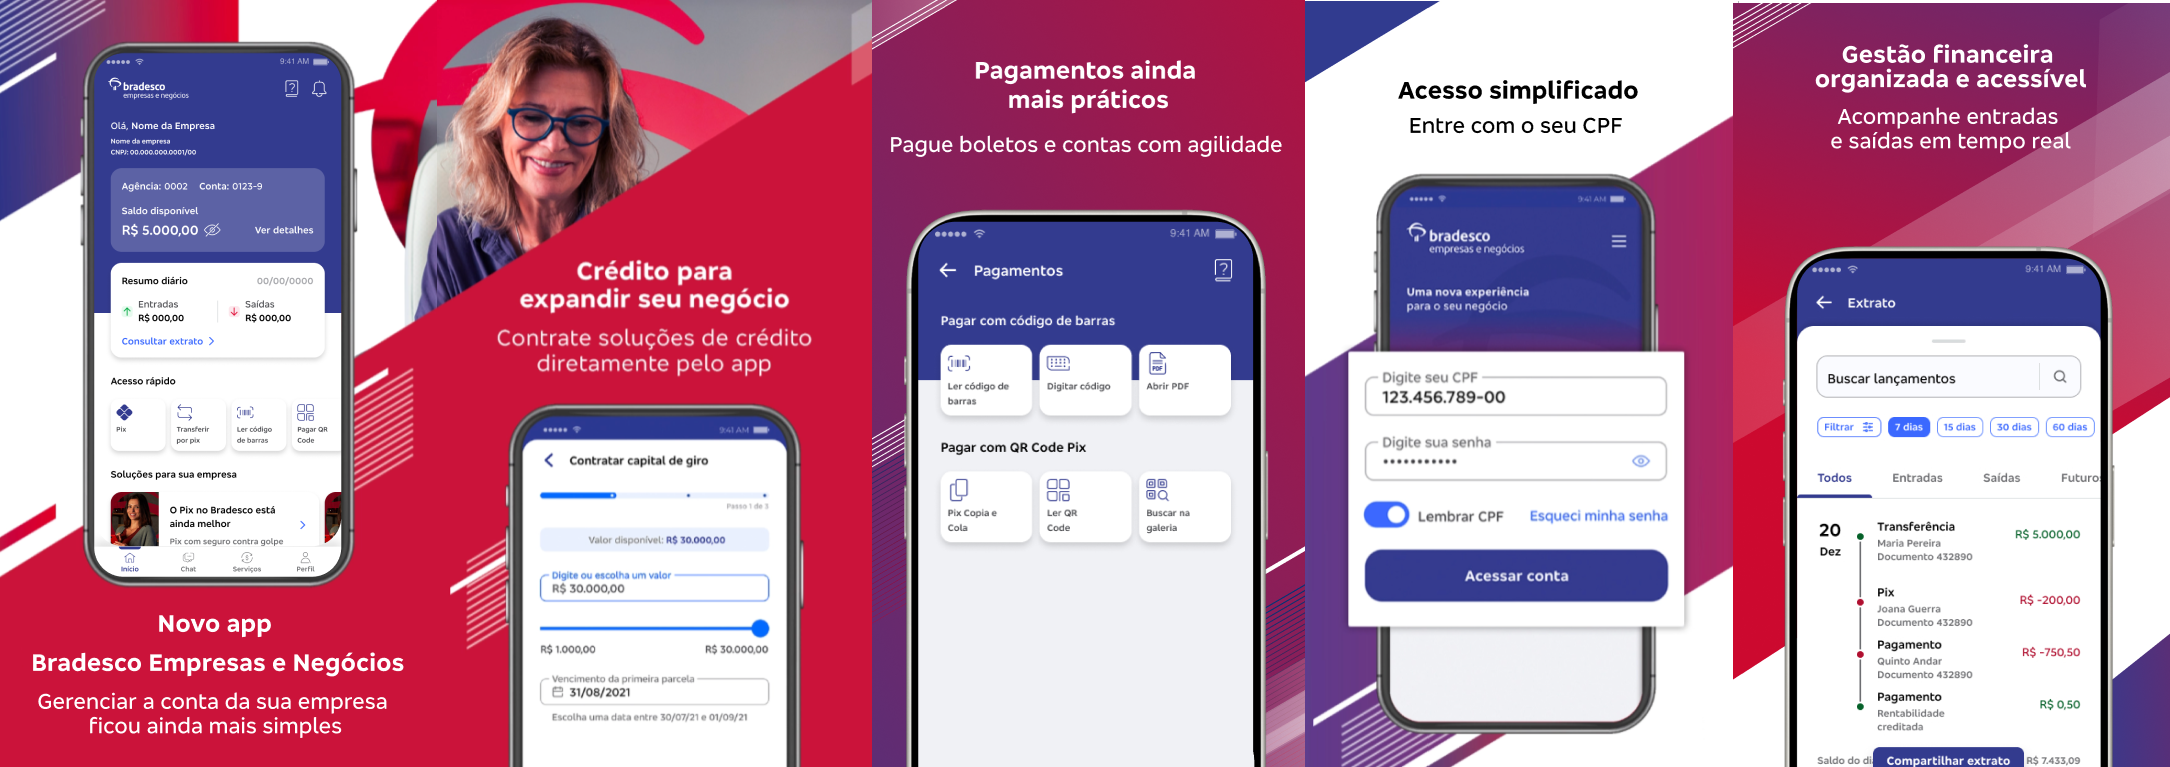 9:41 AM
bradesco
empresas e negócios
Olá, Nome da Empresa
Nome da empresa
CNPJ: 00.000.000.0001/00
Agência: 0002 Conta: 0123-9
Saldo disponível
R$ 5.000,00 Ver detalhes
Resumo diário 00/00/0000
Entradas Saídas
R$ 000,00 R$ 000,00
Consultar extrato
Acesso rápido
Pix Transferir Ler código Pagar QR
por pix de barras Code
Soluções para sua empresa
O Pix no Bradesco está
ainda melhor
Pix com seguro contra golpe
Início Chat Serviços Perfil
Novo app
Bradesco Empresas e Negócios
Gerenciar a conta da sua empresa
ficou ainda mais simples
Crédito para
expandir seu negócio
Contrate soluções de crédito
diretamente pelo app
9:41 AM
Contratar capital de giro
Passo 1 de 3
Valor disponível: R$ 30.000,00
Digite ou escolha um valor
R$ 30.000,00
R$ 1.000,00 R$ 30.000,00
Vencimento da primeira parcela
31/08/2021
Escolha uma data entre 30/07/21 e 01/09/21
Pagamentos ainda
mais práticos
Pague boletos e contas com agilidade
9:41 AM
Pagamentos
Pagar com código de barras
Ler código de Digitar código Abrir PDF
barras
Pagar com QR Code Pix
Pix Copia e Ler QR Buscar na
Cola Code galeria
Acesso simplificado
Entre com o seu CPF
9:41 AM
bradesco
empresas e negócios
Uma nova experiência
para o seu negócio
Digite seu CPF
123.456.789-00
Digite sua senha
•••••••••••
Lembrar CPF Esqueci minha senha
Acessar conta
Gestão financeira
organizada e acessível
Acompanhe entradas
e saídas em tempo real
9:41 AM
Extrato
Buscar lançamentos
Filtrar 7 dias 15 dias 30 dias 60 dias
Todos Entradas Saídas Futuros
20 Transferência R$ 5.000,00
Dez Maria Pereira
Documento 432890
Pix R$ -200,00
Joana Guerra
Documento 432890
Pagamento R$ -750,50
Quinto Andar
Documento 432890
Pagamento R$ 0,50
Rentabilidade
creditada
Saldo do di Compartilhar extrato R$ 7.433,09